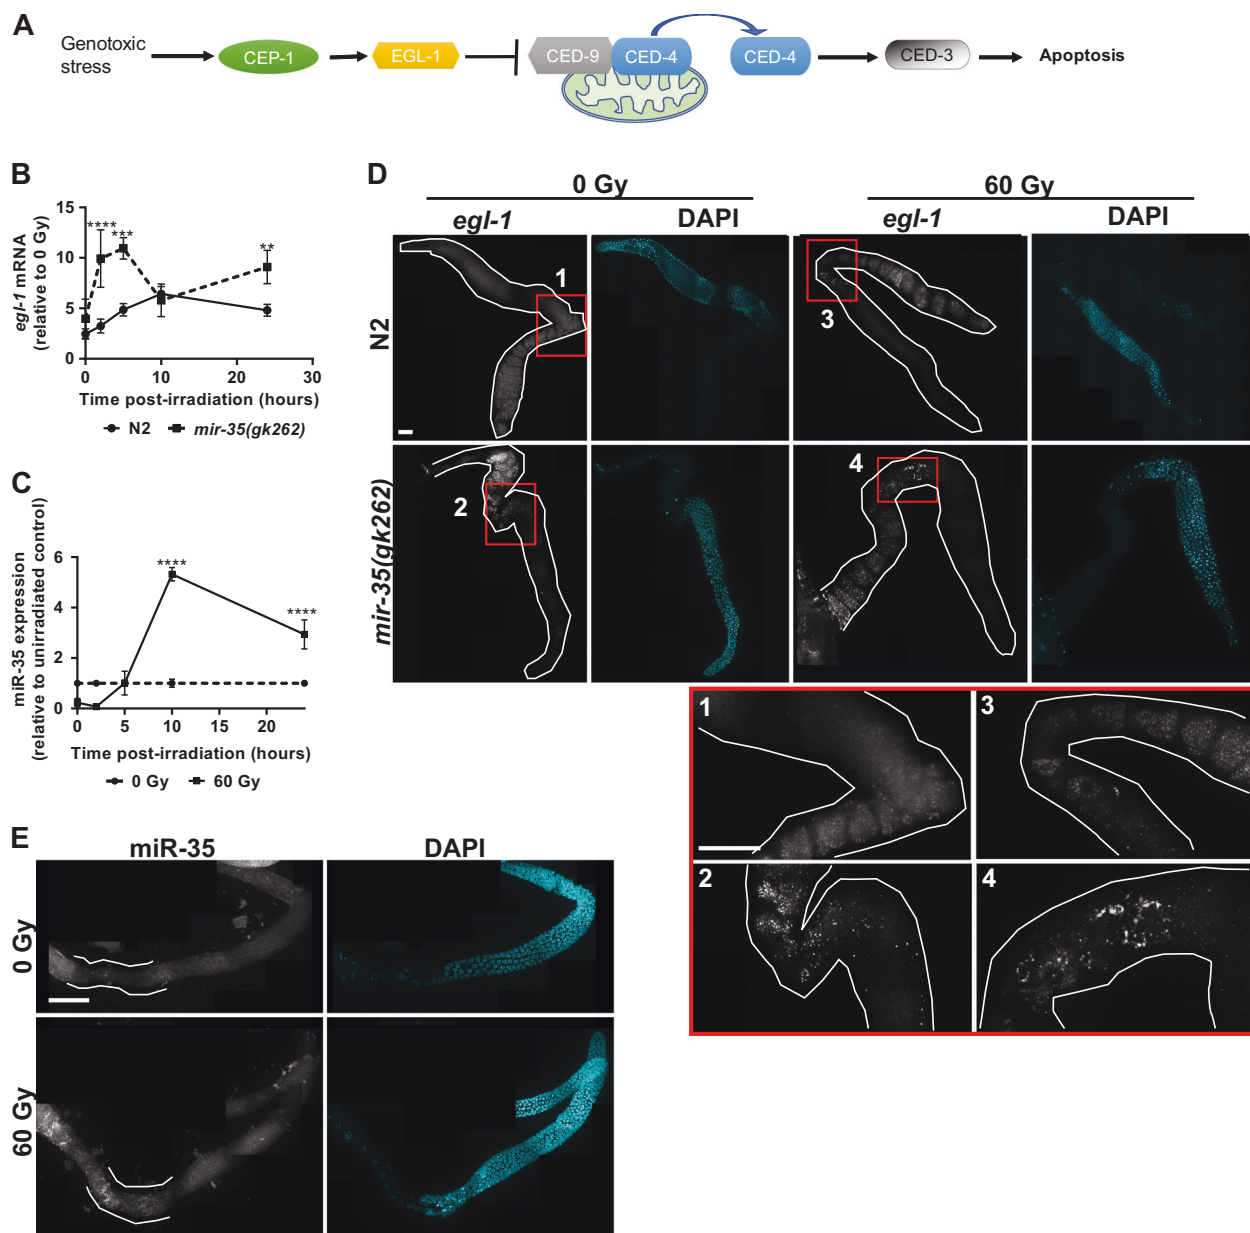 A
Genotoxic
stress
CEP-1
EGL-1
CED-9
CED-4
CED-4
CED-3
Apoptosis
B
egl-1 mRNA
(relative to 0 Gy)
15
10
5
0
****
***
**
0
10
20
30
Time post-irradiation (hours)
N2
mir-35(gk262)
C
miR-35 expression
(relative to unirradiated control)
6
4
2
0
****
****
0
5
10
15
20
Time post-irradiation (hours)
0 Gy
60 Gy
D
0 Gy
60 Gy
egl-1
DAPI
egl-1
DAPI
N2
1
3
mir-35(gk262)
2
4
1
3
2
4
E
miR-35
DAPI
0 Gy
60 Gy